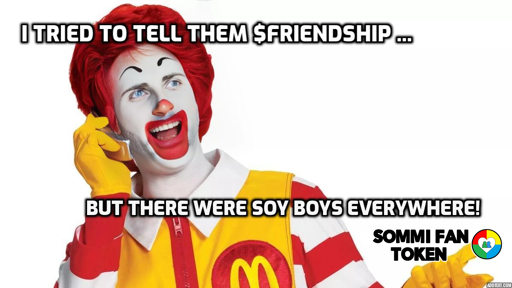 I TRIED TO TELL THEM $FRIENDSHIP ...
BUT THERE WERE SOY BOYS EVERYWHERE!
SOMMI FAN
TOKEN